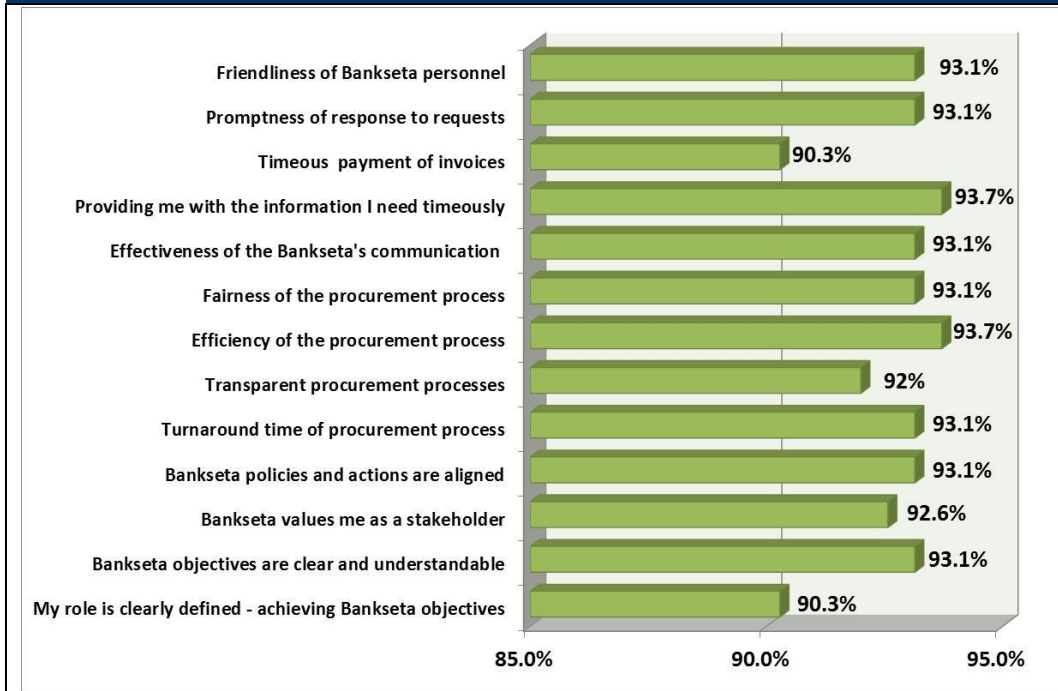 Friendliness of Bankseta personnel 93.1%
Promptness of response to requests 93.1%
Timeous payment of invoices 90.3%
Providing me with the information I need timeously 93.7%
Effectiveness of the Bankseta's communication 93.1%
Fairness of the procurement process 93.1%
Efficiency of the procurement process 93.7%
Transparent procurement processes 92%
Turnaround time of procurement process 93.1%
Bankseta policies and actions are aligned 93.1%
Bankseta values me as a stakeholder 92.6%
Bankseta objectives are clear and understandable 93.1%
My role is clearly defined - achieving Bankseta objectives 90.3%
85.0% 90.0% 95.0%